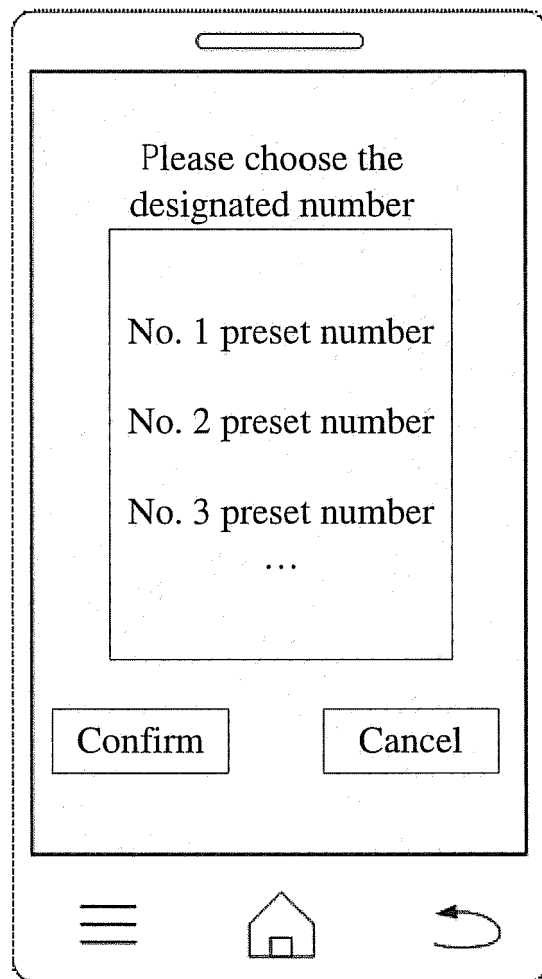 Please choose the
designated number
No. 1 preset number
No. 2 preset number
No. 3 preset number
...
Confirm
Cancel